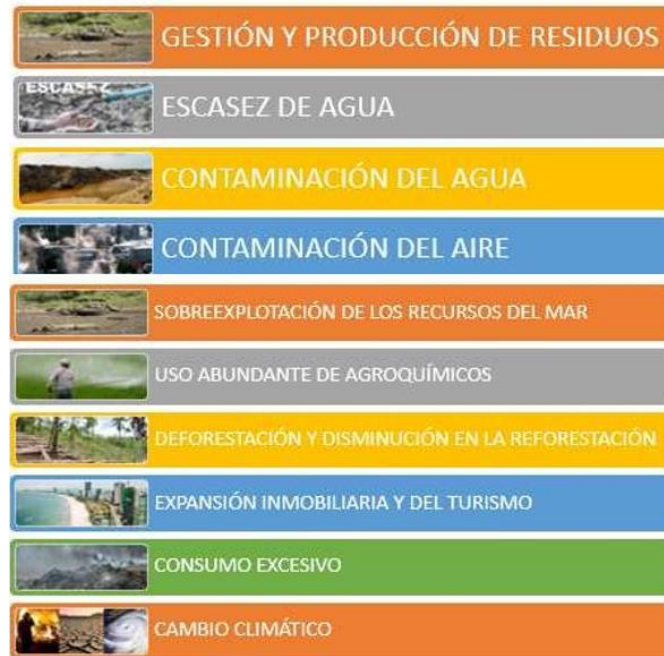 GESTIÓN Y PRODUCCIÓN DE RESIDUOS
ESCASEZ
ESCASEZ DE AGUA
CONTAMINACIÓN DEL AGUA
CONTAMINACIÓN DEL AIRE
SOBREEXPLOTACIÓN DE LOS RECURSOS DEL MAR
USO ABUNDANTE DE AGROQUÍMICOS
DEFORESTACIÓN Y DISMINUCIÓN EN LA REFORESTACIÓN
EXPANSIÓN INMOBILIARIA Y DEL TURISMO
CONSUMO EXCESIVO
CAMBIO CLIMÁTICO